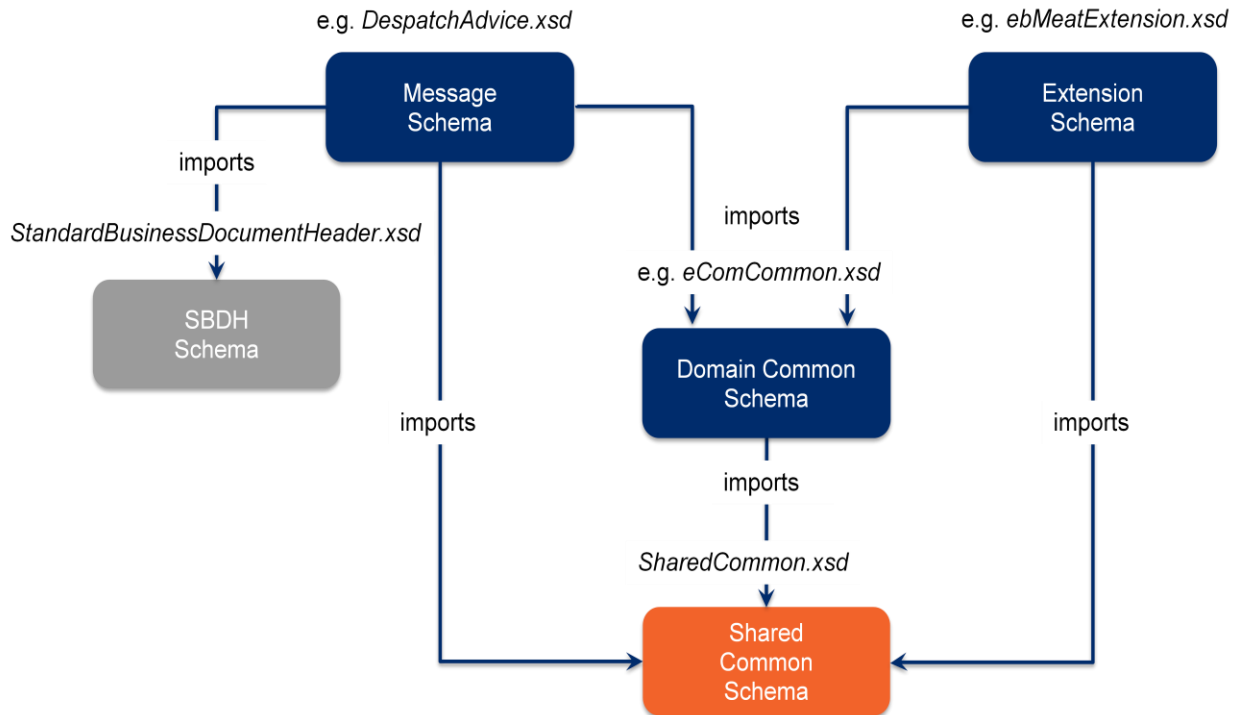 e.g. DespatchAdvice.xsd
e.g. ebMeatExtension.xsd
Message
Schema
Extension
Schema
imports
imports
StandardBusinessDocumentHeader.xsd
e.g. eComCommon.xsd
SBDH
Schema
Domain Common
Schema
imports
imports
imports
SharedCommon.xsd
Shared
Common
Schema